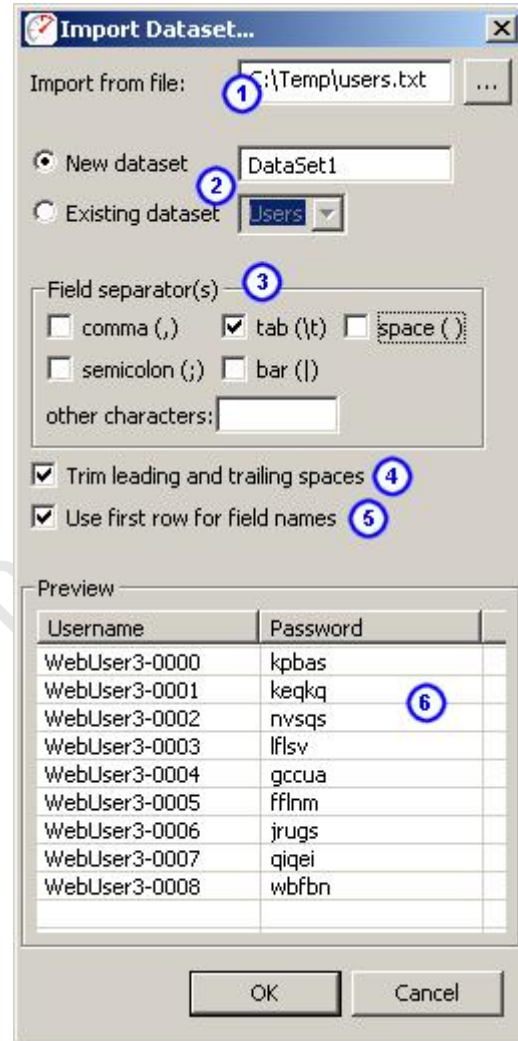 Import Dataset...
Import from file: C:\Temp\users.txt ...
1
New dataset DataSet1
2
Existing dataset Users
Field separator(s) 3
comma (,) tab (\t) space ( )
semicolon (;) bar (|)
other characters:
Trim leading and trailing spaces 4
Use first row for field names 5
Preview
Username Password
WebUser3-0000 kpbas
WebUser3-0001 keqkq
6
WebUser3-0002 nvsqs
WebUser3-0003 lflsv
WebUser3-0004 gccua
WebUser3-0005 fflnm
WebUser3-0006 jrugs
WebUser3-0007 qiqei
WebUser3-0008 wbfbn
OK Cancel